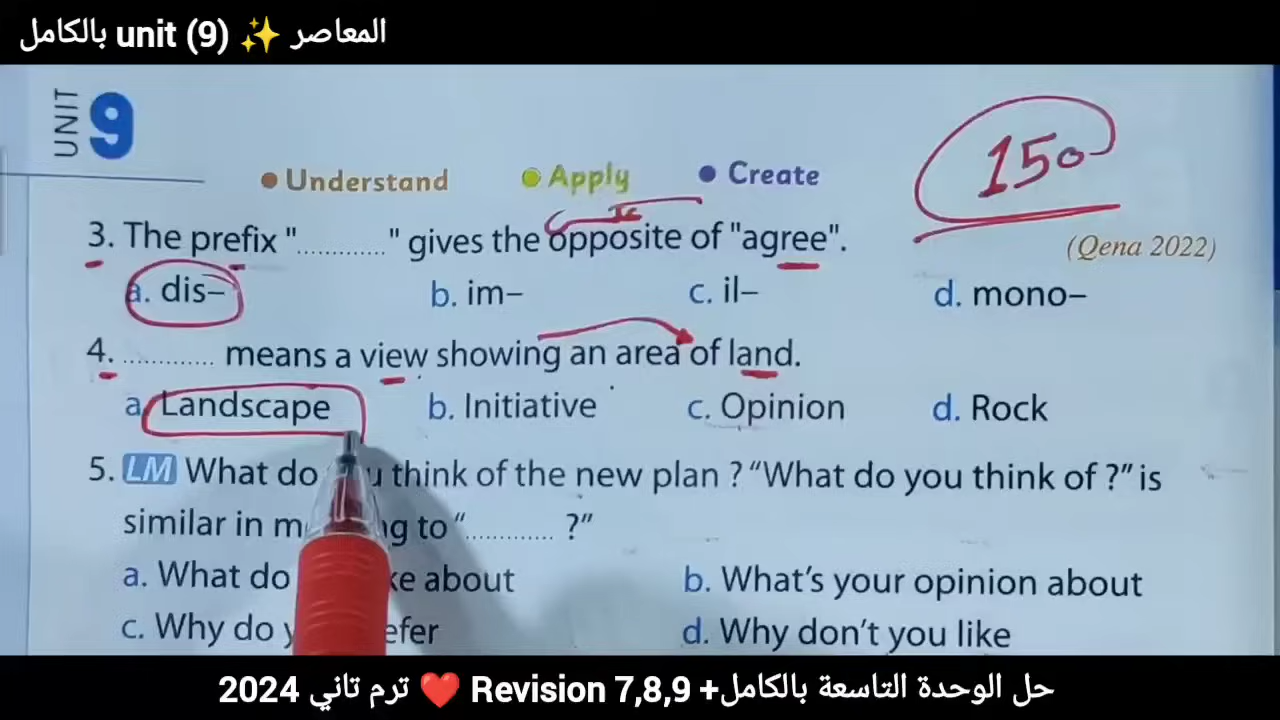 المعاصر ✨ unit (9) بالكامل
UNIT 9
Understand Apply Create
150
3. The prefix "............." gives the opposite of "agree".
(Qena 2022)
a. dis– b. im– c. il– d. mono–
4. ............. means a view showing an area of land.
a. Landscape b. Initiative c. Opinion d. Rock
5. LM What do think of the new plan ? “What do you think of ?” is
similar in to “............. ?”
a. What do about b. What’s your opinion about
c. Why do d. Why don’t you like
حل الوحدة التاسعة بالكامل+ Revision 7,8,9 ❤️ ترم تاني 2024